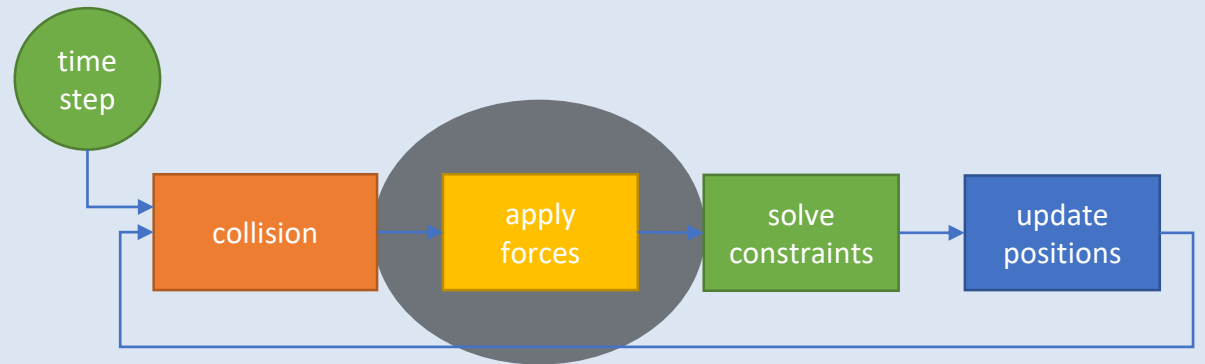 time
step
collision
apply
forces
solve
constraints
update
positions